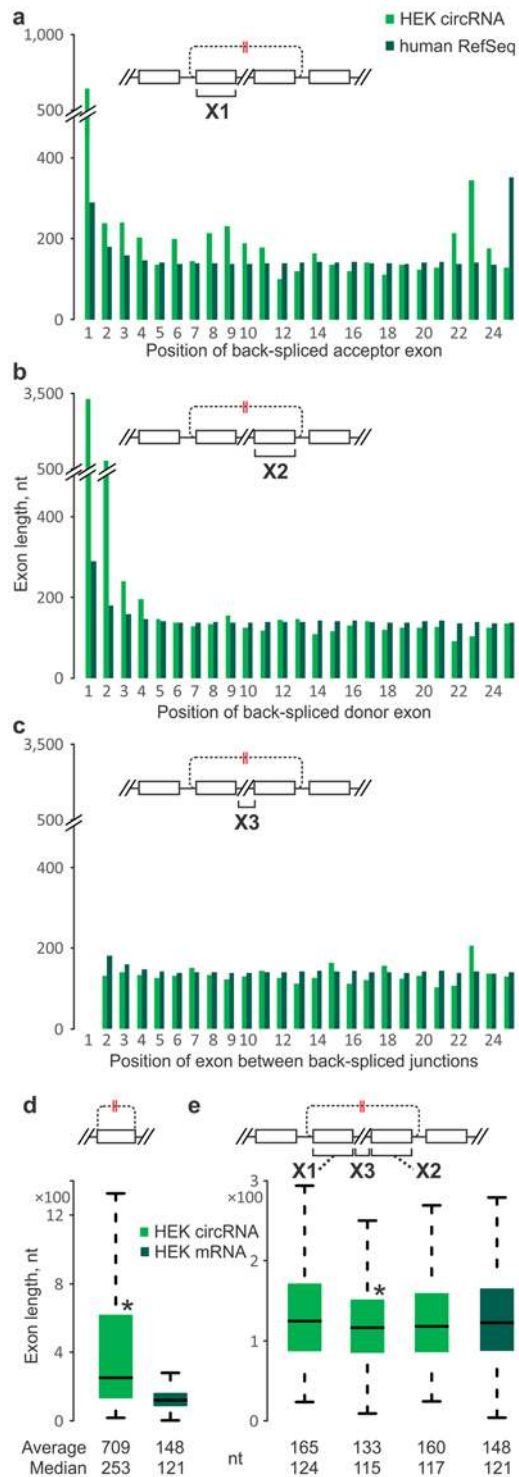 a
HEK circRNA
human RefSeq
1,000
500
400
200
0
X1
1 2 3 4 5 6 7 8 9 10 12 14 16 18 20 22 24
Position of back-spliced acceptor exon
b
3,500
500
400
200
0
Exon length, nt
X2
1 2 3 4 5 6 7 8 9 10 12 14 16 18 20 22 24
Position of back-spliced donor exon
c
3,500
500
400
200
0
X3
1 2 3 4 5 6 7 8 9 10 12 14 16 18 20 22 24
Position of exon between back-spliced junctions
d
e
X1 X3 X2
×100
12
8
4
0
Exon length, nt
HEK circRNA
HEK mRNA
*
3
×100
2
1
0
*
Average 709 148 nt 165 133 160 148
Median 253 121 124 115 117 121